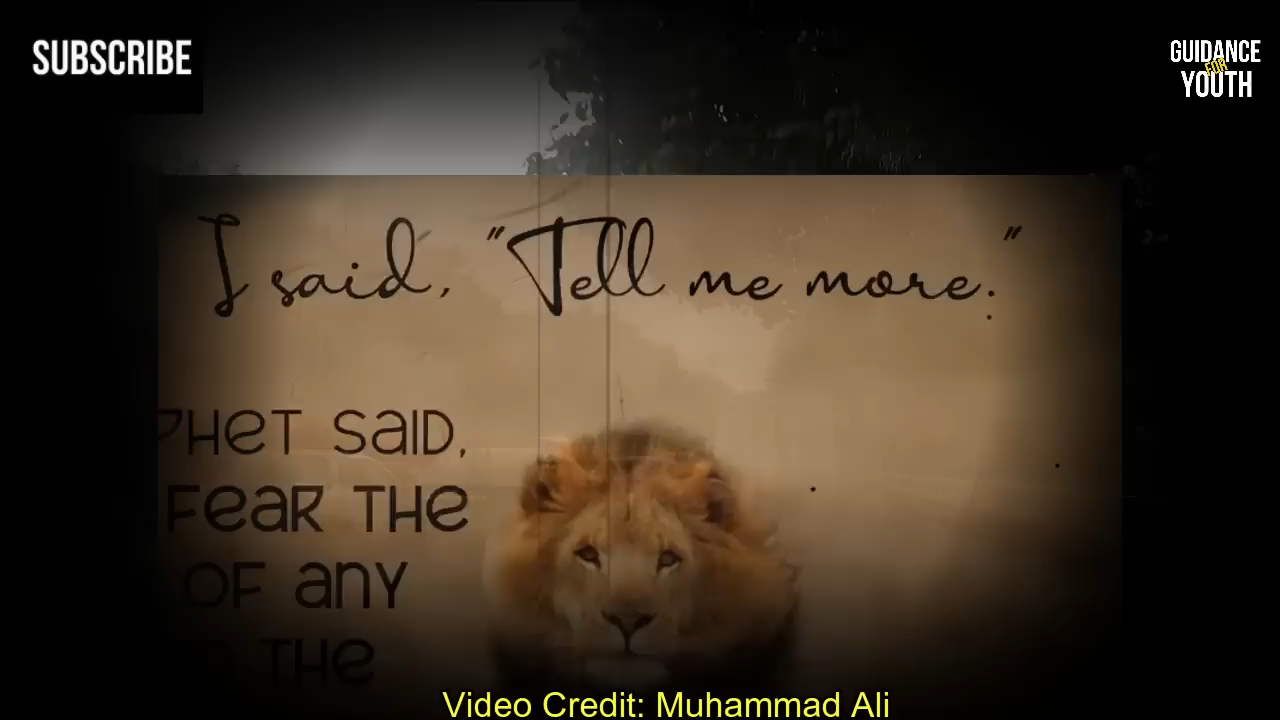 SUBSCRIBE
GUIDANCE
FOR
YOUTH
I said, "Tell me more."
PHET SAID,
FEAR THE
OF ANY
THE
Video Credit: Muhammad Ali